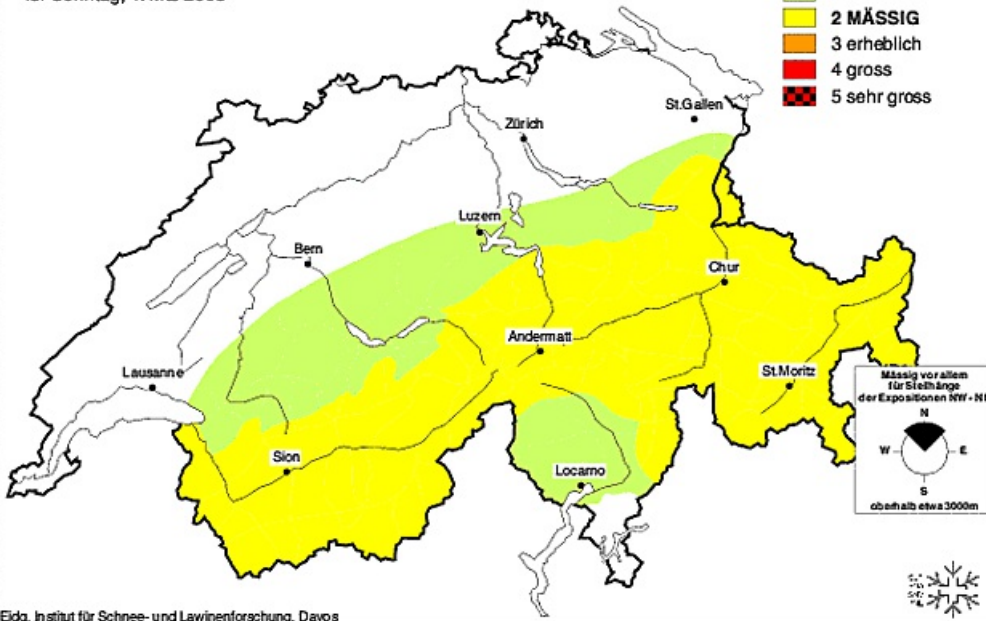 2 MÄSSIG
3 erheblich
4 gross
5 sehr gross
St.Gallen
Zürich
Luzern
Bern
Chur
Andermatt
Lausanne
St.Moritz
Mässig vor allem
für Steilhänge
der Expositionen NW - N
N
W
E
S
oberhalb etwa 3000m
Sion
Locarno
Eidg. Institut für Schnee- und Lawinenforschung, Davos